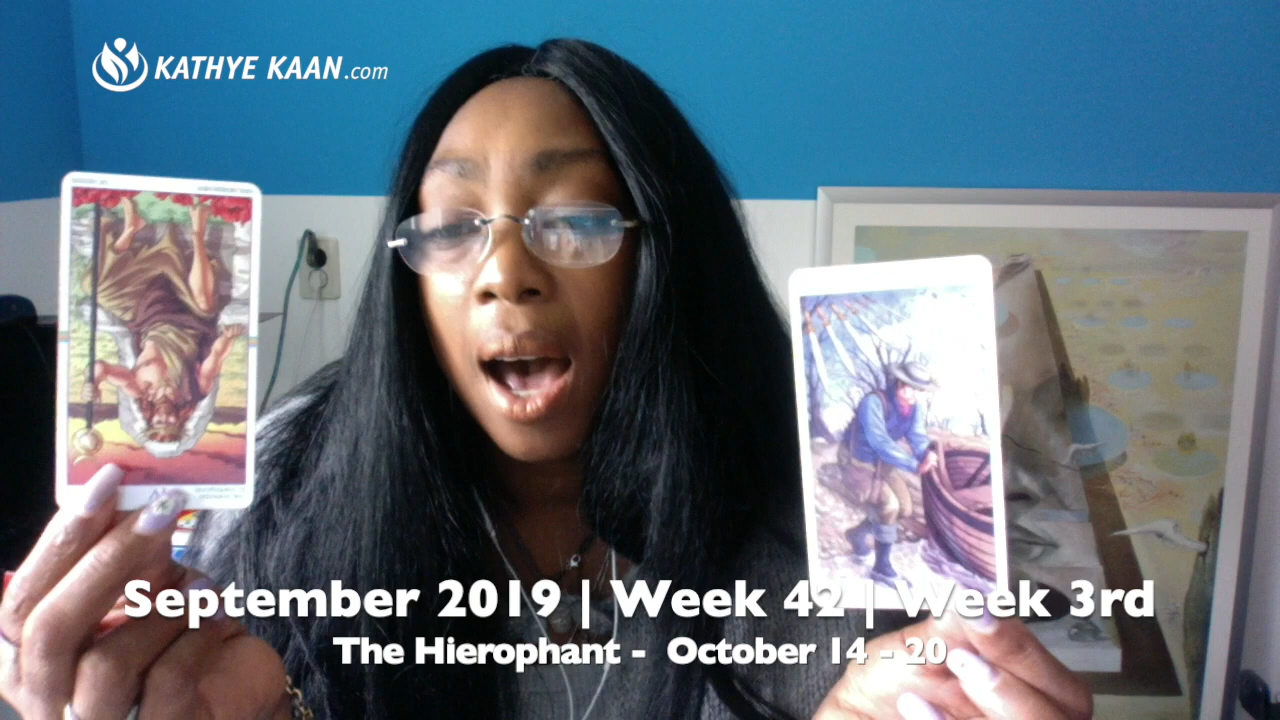 KATHYE KAAN.com
September 2019 | Week 42 | Week 3rd
The Hierophant - October 14 - 20